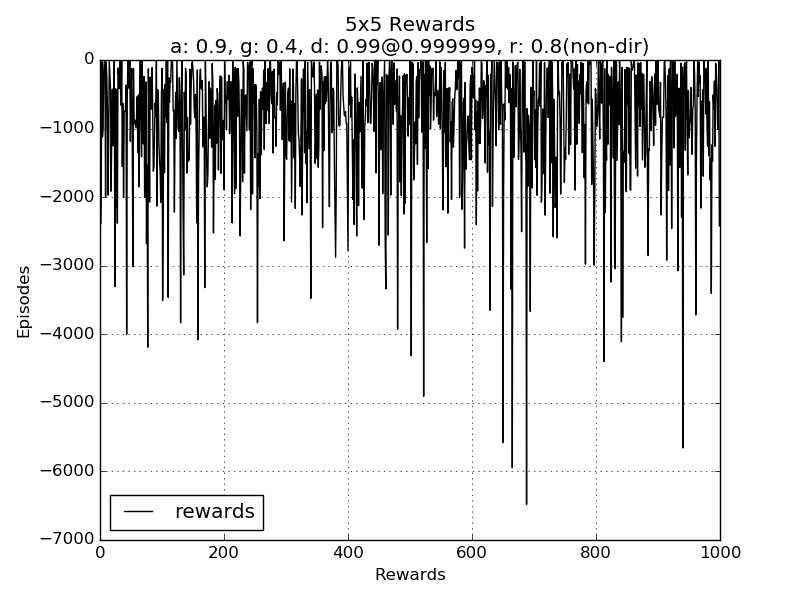 5x5 Rewards
a: 0.9, g: 0.4, d: 0.99@0.999999, r: 0.8(non-dir)
0
−1000
−2000
−3000
−4000
−5000
−6000
−7000
Episodes
rewards
0 200 400 600 800 1000
Rewards